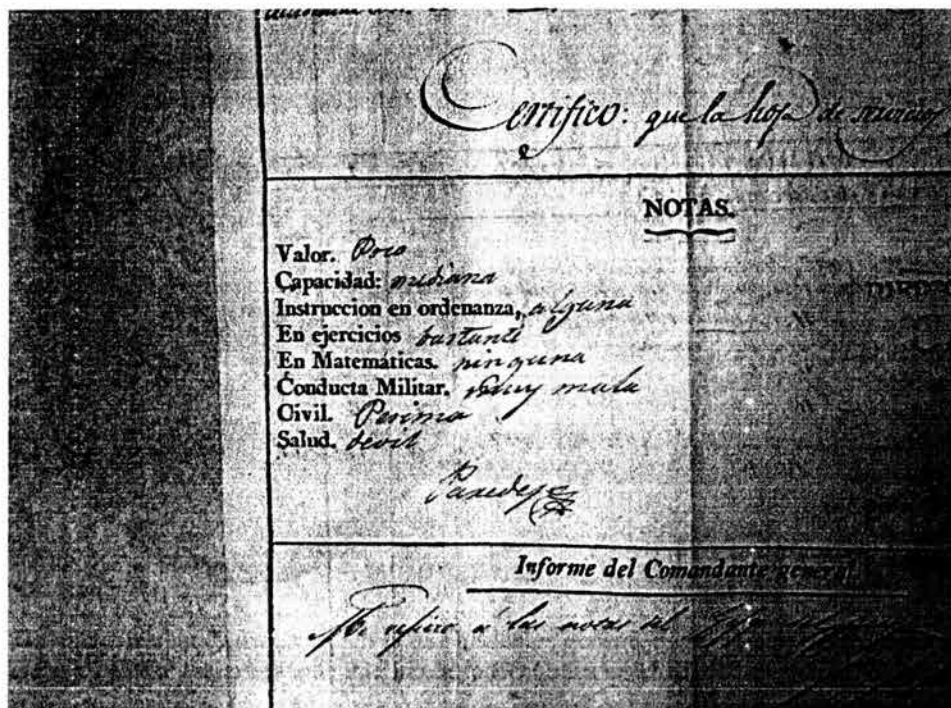 Certifico: que la hoja de servicios
NOTAS.
Valor. Poco
Capacidad: mediana
Instruccion en ordenanza, alguna
En ejercicios bastante
En Matemáticas. ninguna
Conducta Militar. muy mala
Civil. Pesima
Salud. devil
Paredes
Informe del Comandante general.
Me refiero á las notas del Gefe